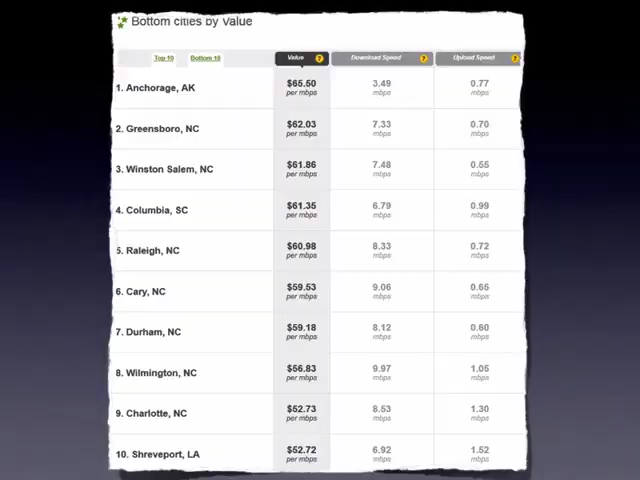 Bottom cities by Value
Top 10 Bottom 10 Value ? Download Speed ? Upload Speed ?
1. Anchorage, AK $65.50 per mbps 3.49 mbps 0.77 mbps
2. Greensboro, NC $62.03 per mbps 7.33 mbps 0.70 mbps
3. Winston Salem, NC $61.86 per mbps 7.48 mbps 0.55 mbps
4. Columbia, SC $61.35 per mbps 6.79 mbps 0.99 mbps
5. Raleigh, NC $60.98 per mbps 8.33 mbps 0.72 mbps
6. Cary, NC $59.53 per mbps 9.06 mbps 0.65 mbps
7. Durham, NC $59.18 per mbps 8.12 mbps 0.60 mbps
8. Wilmington, NC $56.83 per mbps 9.97 mbps 1.05 mbps
9. Charlotte, NC $52.73 per mbps 8.53 mbps 1.30 mbps
10. Shreveport, LA $52.72 per mbps 6.92 mbps 1.52 mbps